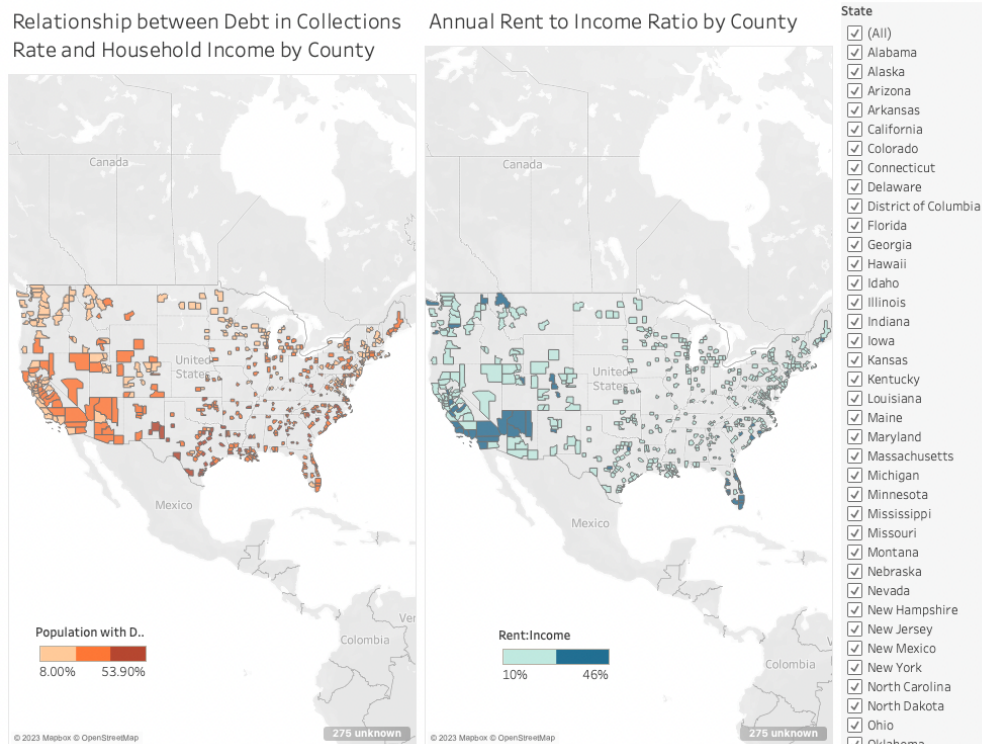 Relationship between Debt in Collections
Rate and Household Income by County
Canada
United
States
Mexico
Colombia
Ve
Population with D..
8.00%
53.90%
© 2023 Mapbox © OpenStreetMap
275 unknown
Annual Rent to Income Ratio by County
Canada
United
States
Mexico
Colombia
Rent:Income
10%
46%
© 2023 Mapbox © OpenStreetMap
275 unknown
State
(All)
Alabama
Alaska
Arizona
Arkansas
California
Colorado
Connecticut
Delaware
District of Columbia
Florida
Georgia
Hawaii
Idaho
Illinois
Indiana
Iowa
Kansas
Kentucky
Louisiana
Maine
Maryland
Massachusetts
Michigan
Minnesota
Mississippi
Missouri
Montana
Nebraska
Nevada
New Hampshire
New Jersey
New Mexico
New York
North Carolina
North Dakota
Ohio
Oklahoma